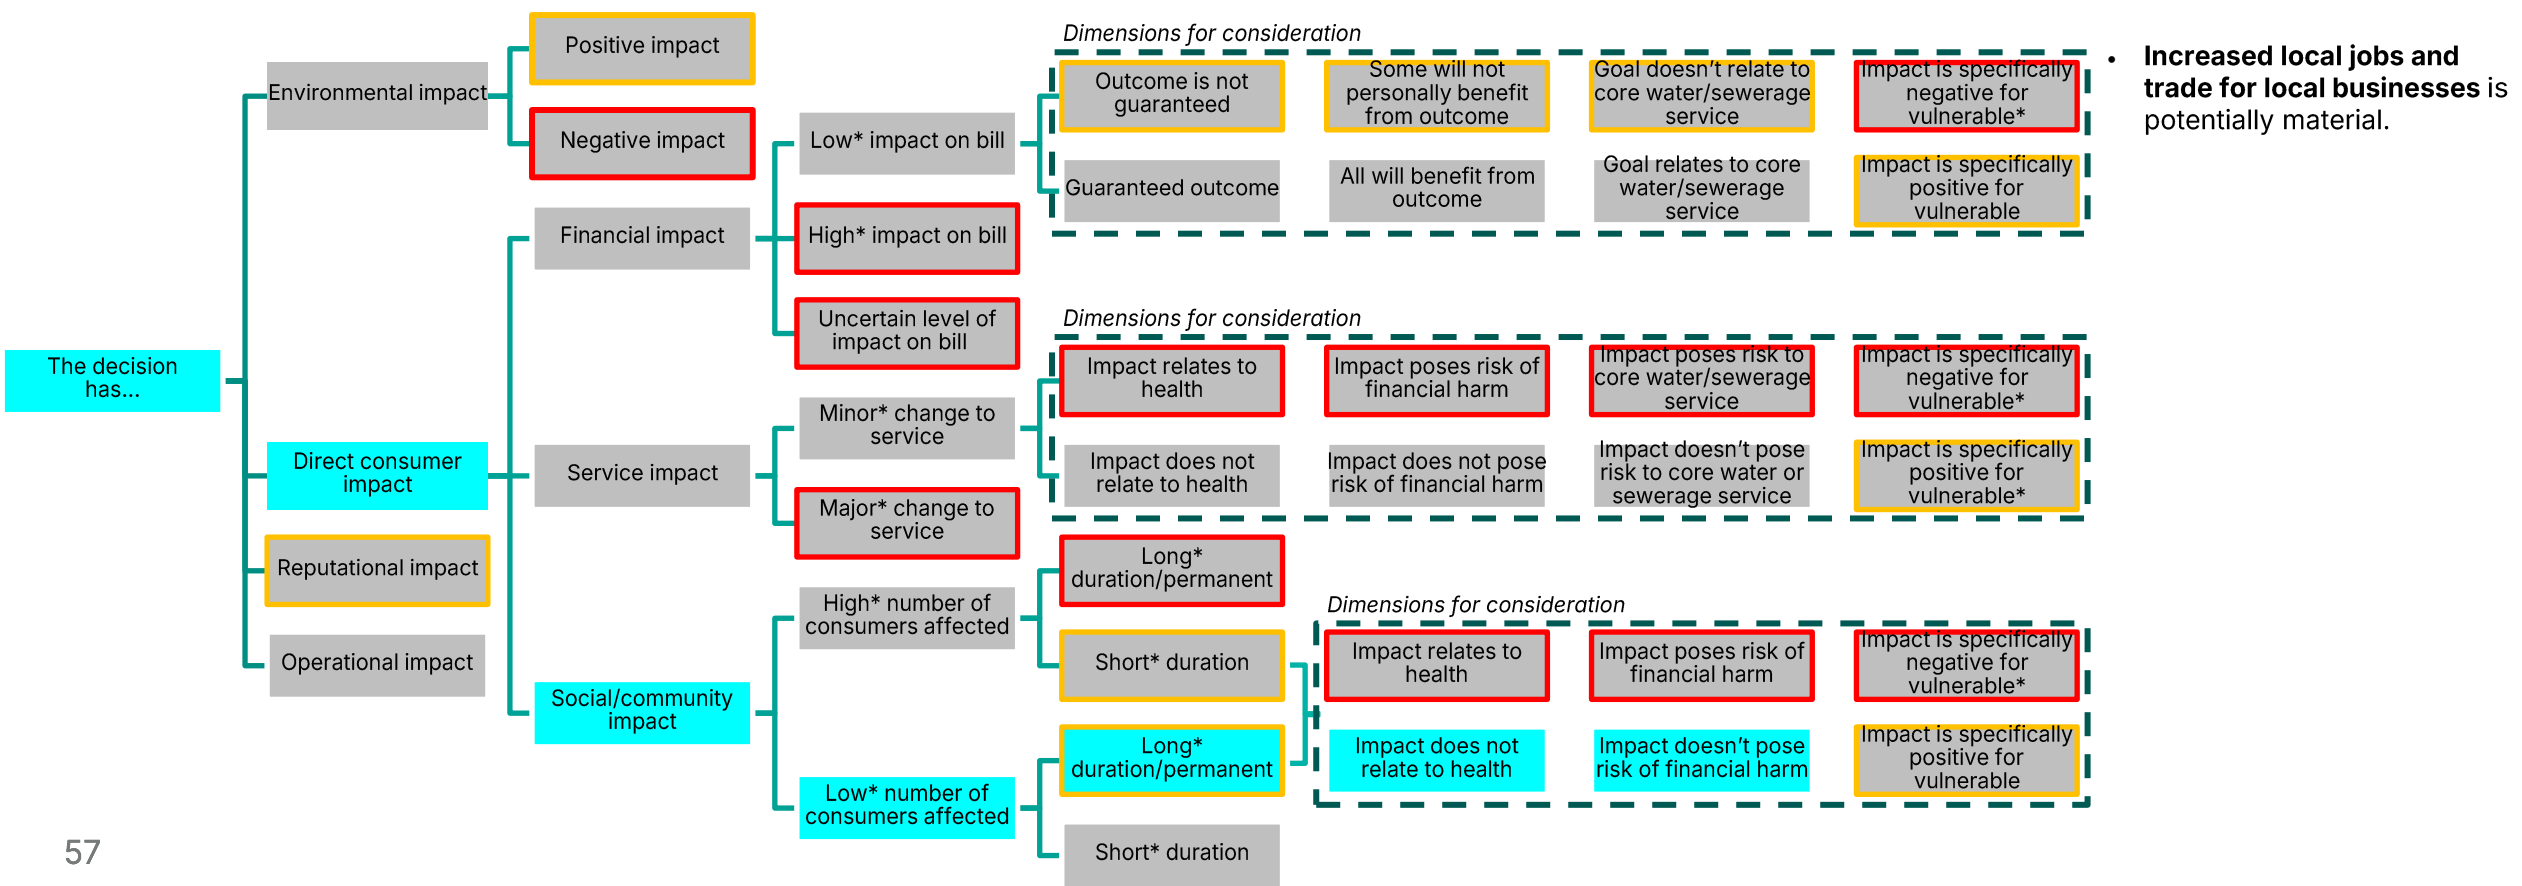 Positive impact
Environmental impact
Negative impact
Low* impact on bill
Financial impact
High* impact on bill
Uncertain level of
impact on bill
Dimensions for consideration
Outcome is not
guaranteed
Some will not
personally benefit
from outcome
Goal doesn't relate to
core water/sewerage
service
Impact is specifically
negative for
vulnerable*
Guaranteed outcome
All will benefit from
outcome
Goal relates to core
water/sewerage
service
Impact is specifically
positive for
vulnerable
• Increased local jobs and
trade for local businesses is
potentially material.
The decision
has...
Direct consumer
impact
Reputational impact
Operational impact
Service impact
Minor* change to
service
Major* change to
service
Dimensions for consideration
Impact relates to
health
Impact poses risk of
financial harm
Impact poses risk to
core water/sewerage
service
Impact is specifically
negative for
vulnerable*
Impact does not
relate to health
Impact does not pose
risk of financial harm
Impact doesn't pose
risk to core water or
sewerage service
Impact is specifically
positive for
vulnerable*
Social/community
impact
High* number of
consumers affected
Low* number of
consumers affected
Long*
duration/permanent
Short* duration
Long*
duration/permanent
Short* duration
Dimensions for consideration
Impact relates to
health
Impact poses risk of
financial harm
Impact is specifically
negative for
vulnerable*
Impact does not
relate to health
Impact doesn't pose
risk of financial harm
Impact is specifically
positive for
vulnerable
57